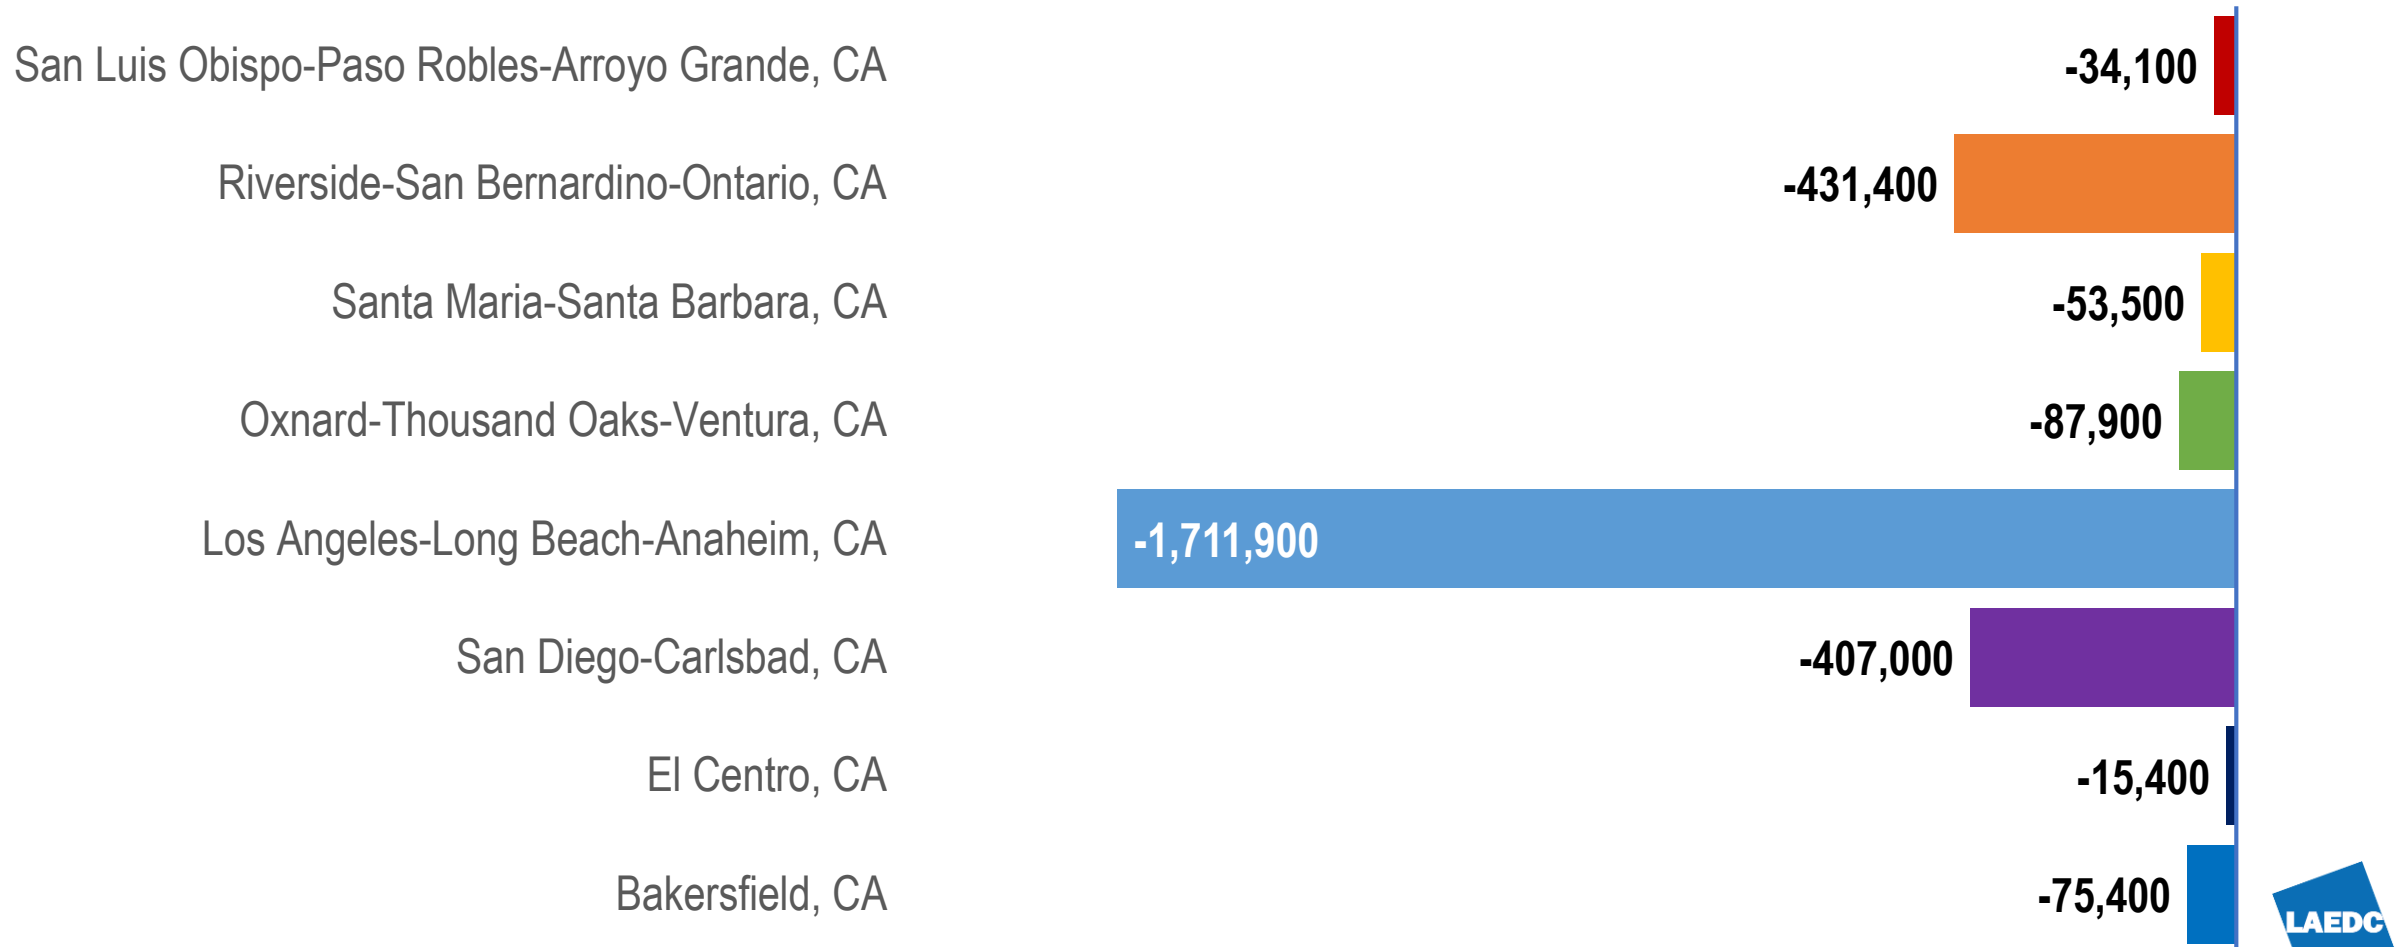 San Luis Obispo-Paso Robles-Arroyo Grande, CA -34,100
Riverside-San Bernardino-Ontario, CA -431,400
Santa Maria-Santa Barbara, CA -53,500
Oxnard-Thousand Oaks-Ventura, CA -87,900
Los Angeles-Long Beach-Anaheim, CA -1,711,900
San Diego-Carlsbad, CA -407,000
El Centro, CA -15,400
Bakersfield, CA -75,400
LAEDC